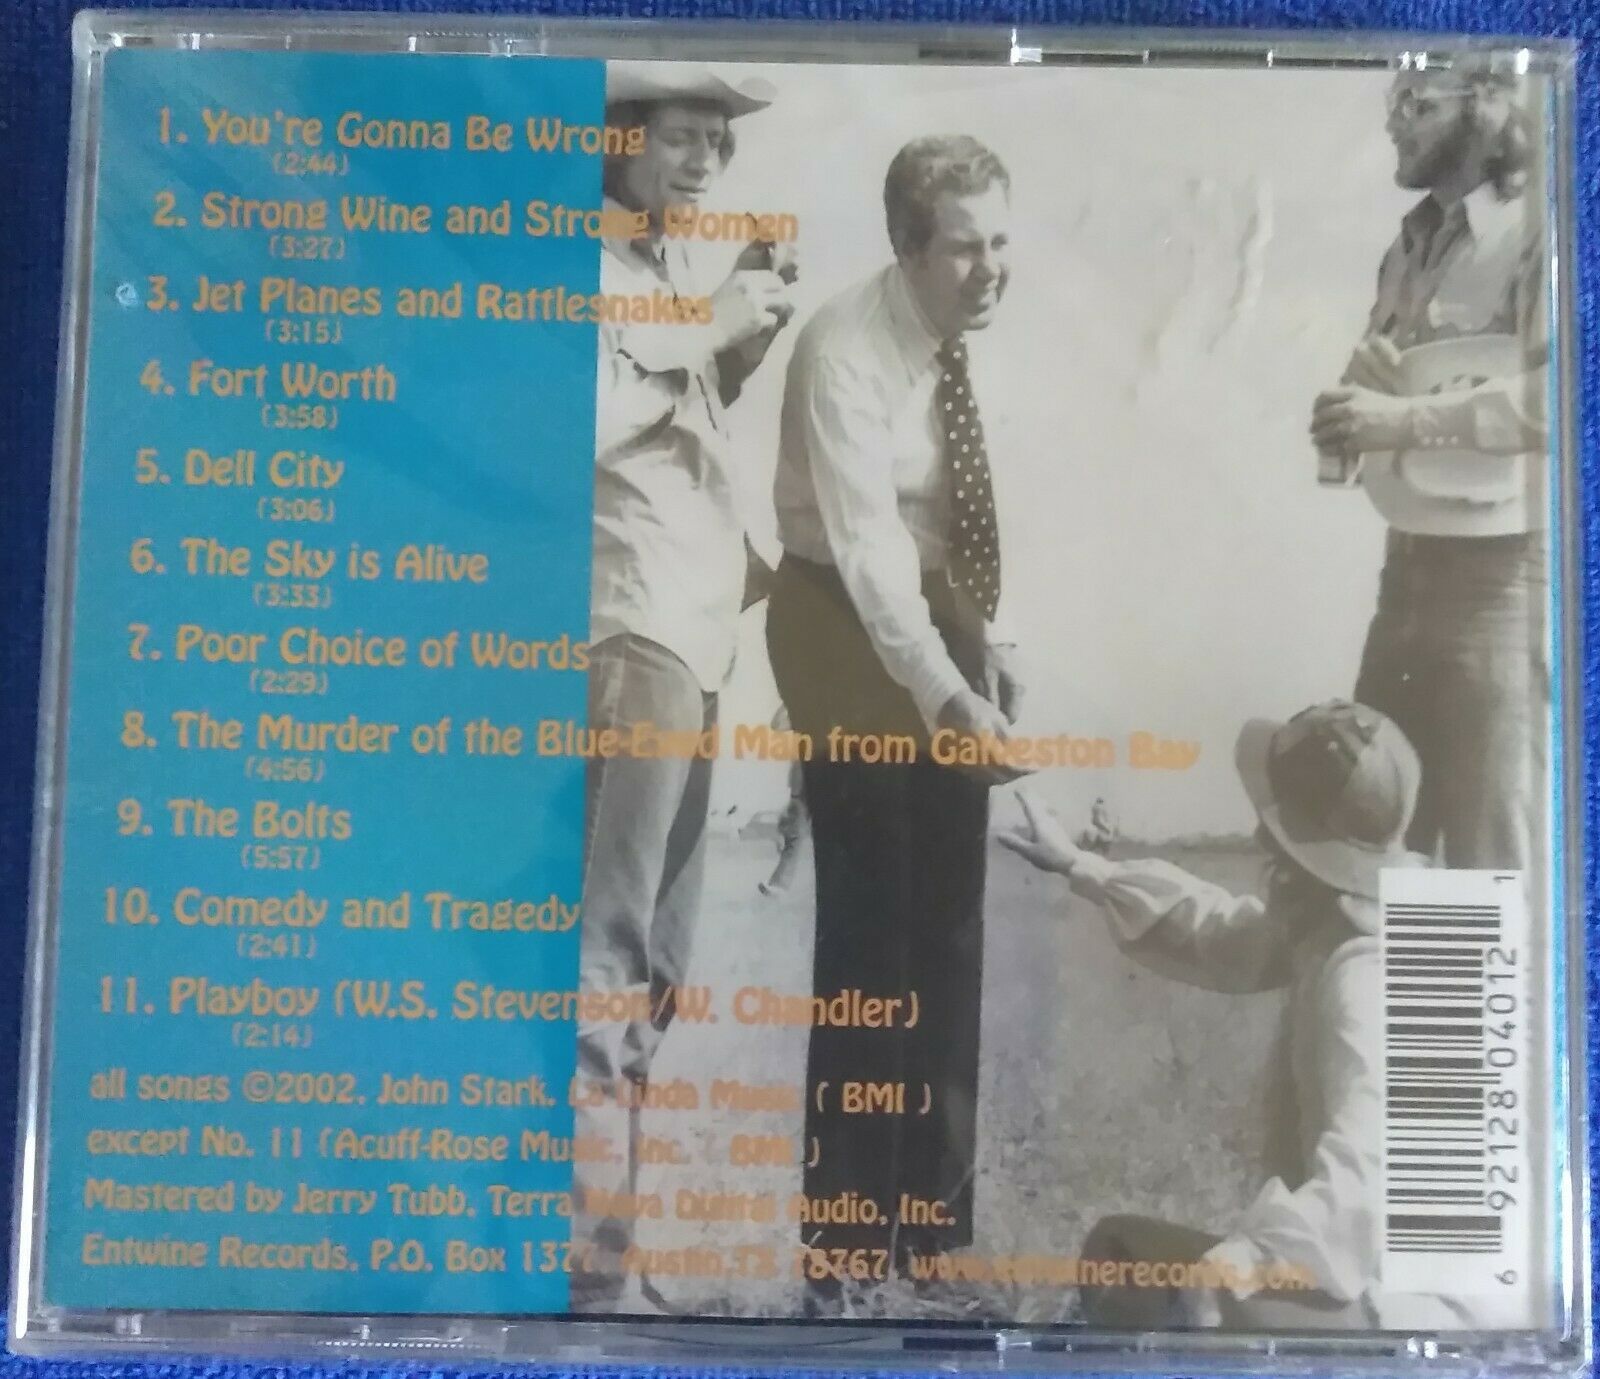 1. You're Gonna Be Wrong
(2:44)
2. Strong Wine and Strong Women
(3:27)
3. Jet Planes and Rattlesnakes
(3:15)
4. Fort Worth
(3:58)
5. Dell City
(3:06)
6. The Sky is Alive
(3:33)
7. Poor Choice of Words
(2:29)
8. The Murder of the Blue-Eyed Man from Galveston Bay
(4:56)
9. The Bolts
(5:57)
10. Comedy and Tragedy
(2:41)
11. Playboy (W.S. Stevenson/W. Chandler)
(2:14)
all songs ©2002, John Stark, La Linda Music ( BMI )
except No. 11 (Acuff-Rose Music, Inc. ( BMI )
Mastered by Jerry Tubb, Terra Nova Digital Audio, Inc.
Entwine Records, P.O. Box 1377, Austin, TX 78767 www.entwinerecords.com
6 92128 04012 1